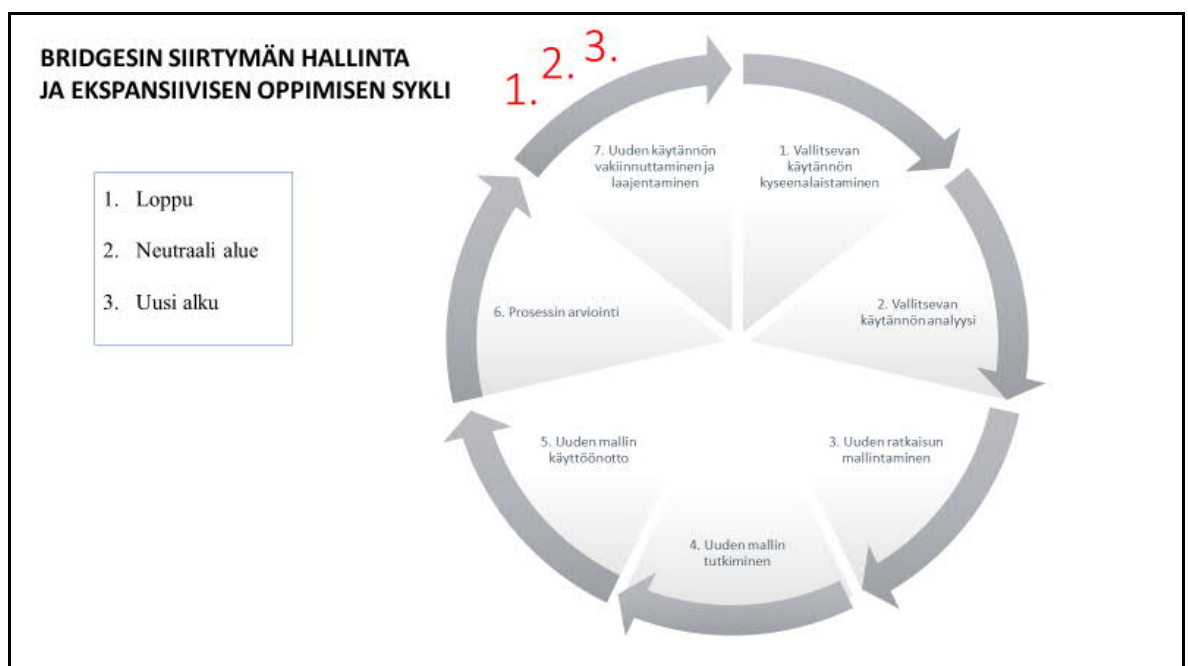 BRIDGESIN SIIRTYMÄN HALLINTA
JA EKSPANSIIVISEN OPPIMISEN SYKLI
1. Loppu
2. Neutraali alue
3. Uusi alku
1.
2.
3.
1. Vallitsevan
käytännön
kyseenalaistaminen
2. Vallitsevan
käytännön analyysi
3. Uuden ratkaisun
mallintaminen
4. Uuden mallin
tutkiminen
5. Uuden mallin
käyttöönotto
6. Prosessin arviointi
7. Uuden käytännön
vakiinnuttaminen ja
laajentaminen